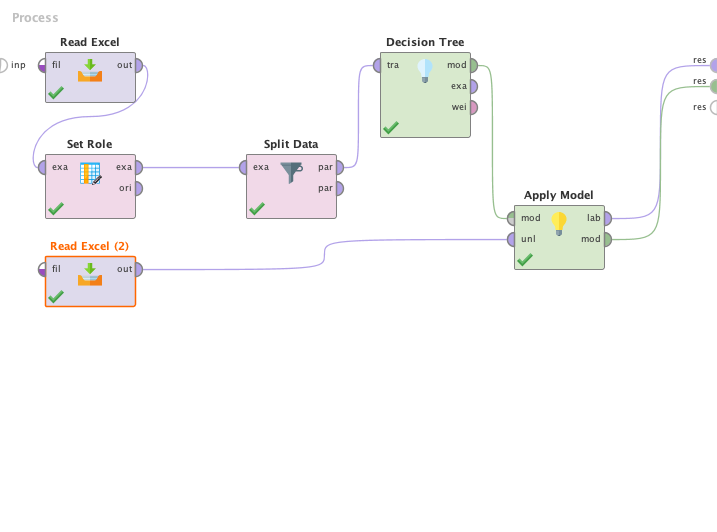 Process
Read Excel
inp
fil out
Set Role
exa exa
ori
Split Data
exa par
par
Decision Tree
tra mod
exa
wei
Read Excel (2)
fil out
Apply Model
mod lab
unl mod
res
res
res